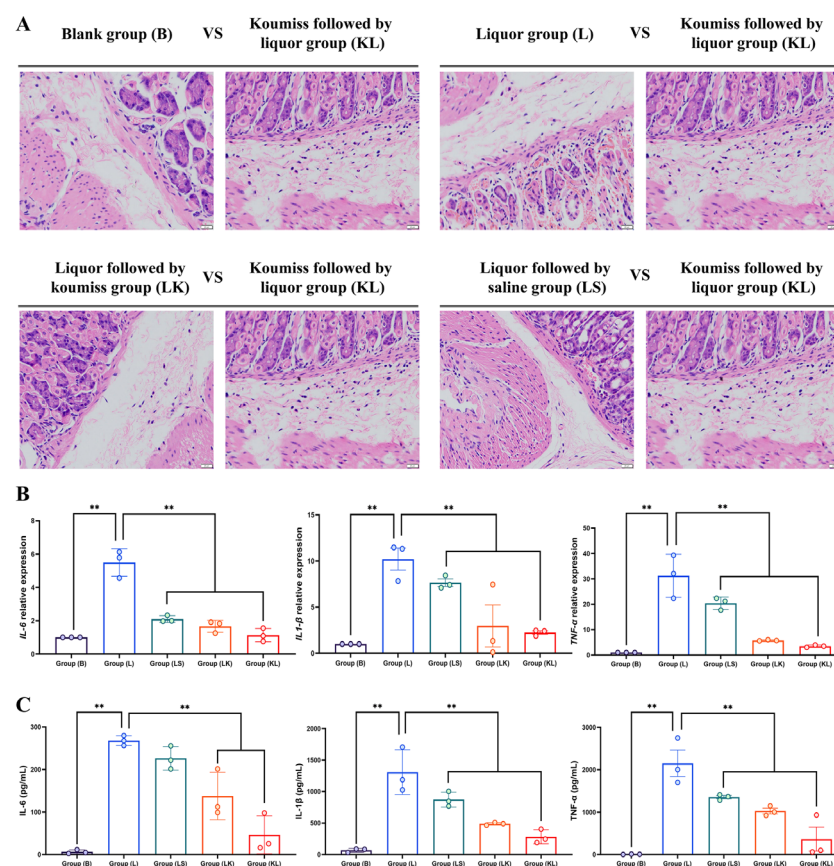 A
Blank group (B) VS Koumiss followed by
liquor group (KL)
Liquor group (L) VS Koumiss followed by
liquor group (KL)
Liquor followed by VS Koumiss followed by
koumiss group (LK) liquor group (KL)
Liquor followed by VS Koumiss followed by
saline group (LS) liquor group (KL)
B
IL-6 relative expression
8
6
4
2
0
** **
Group (B) Group (L) Group (LS) Group (LK) Group (KL)
IL1-β relative expression
15
10
5
0
** **
Group (B) Group (L) Group (LS) Group (LK) Group (KL)
TNF-α relative expression
50
40
30
20
10
0
** **
Group (B) Group (L) Group (LS) Group (LK) Group (KL)
C
IL-6 (pg/mL)
300
200
100
0
** **
Group (B) Group (L) Group (LS) Group (LK) Group (KL)
IL-1β (pg/mL)
2000
1500
1000
500
0
** **
Group (B) Group (L) Group (LS) Group (LK) Group (KL)
TNF-α (pg/mL)
3000
2000
1000
0
** **
Group (B) Group (L) Group (LS) Group (LK) Group (KL)